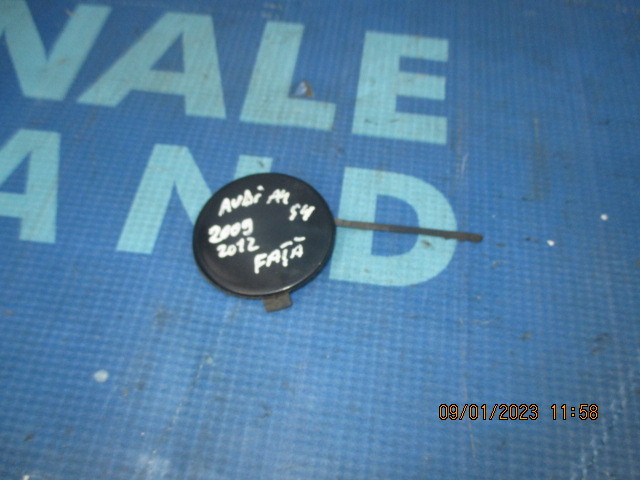 NALE
AND
AUDI A4
S4
2009
2012
FAȚĂ
09/01/2023 11:58